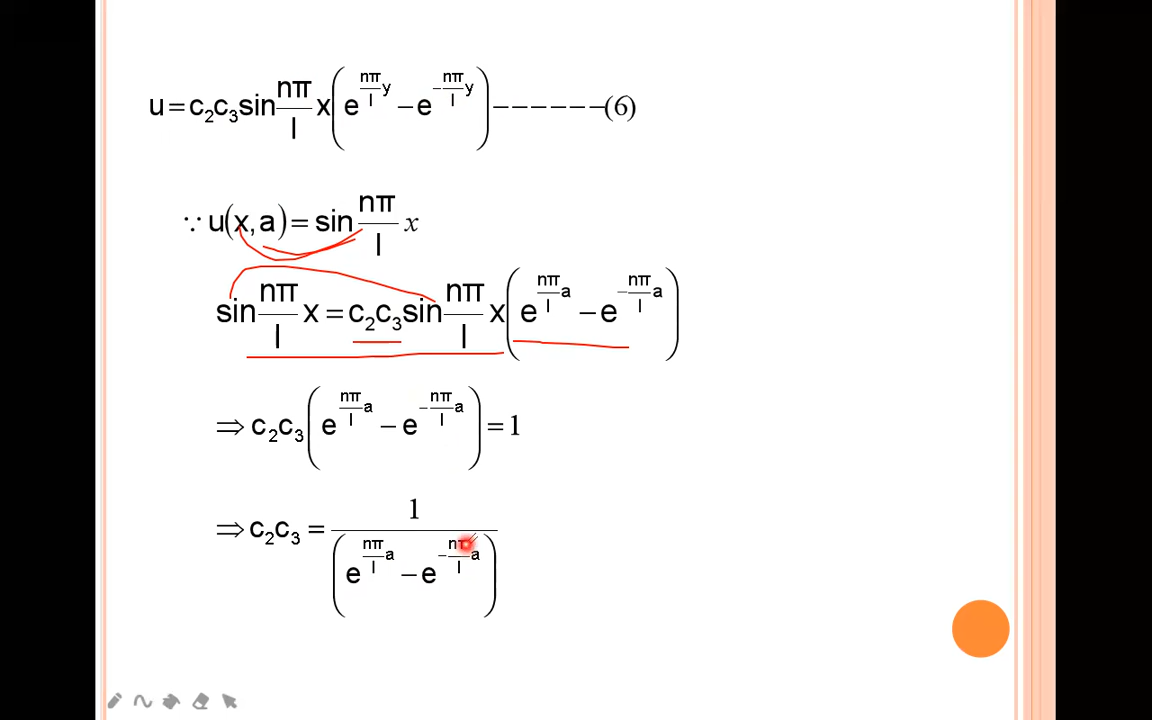 u = c₂c₃ sin nπ/l x (e^(nπ/l y) − e^(−nπ/l y)) −−−−−−(6)
∵ u(x, a) = sin nπ/l x
sin nπ/l x = c₂c₃ sin nπ/l x (e^(nπ/l a) − e^(−nπ/l a))
⇒ c₂c₃ (e^(nπ/l a) − e^(−nπ/l a)) = 1
⇒ c₂c₃ = 1/(e^(nπ/l a) − e^(−nπ/l a))